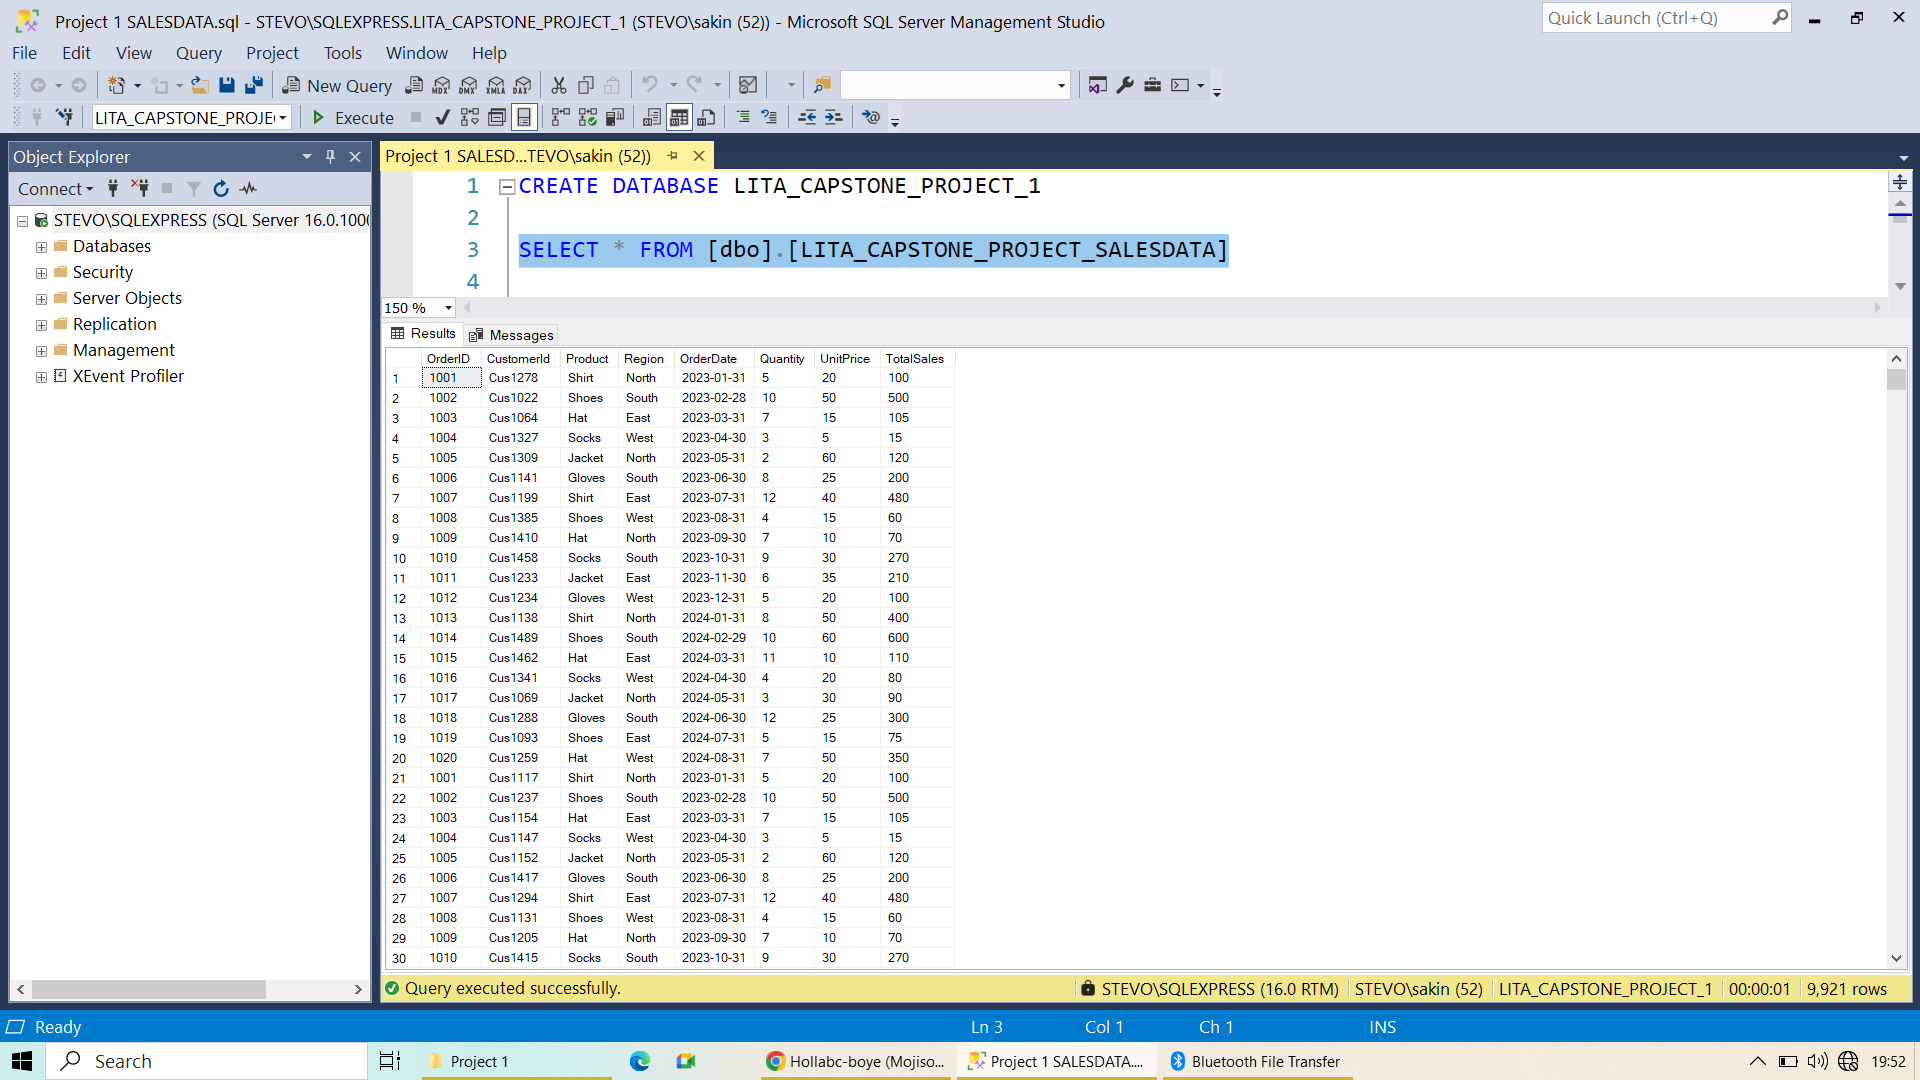 Project 1 SALESDATA.sql - STEVO\SQLEXPRESS.LITA_CAPSTONE_PROJECT_1 (STEVO\sakin (52)) - Microsoft SQL Server Management Studio
Quick Launch (Ctrl+Q)
File Edit View Query Project Tools Window Help
New Query MDX DMX XMLA DAX
LITA_CAPSTONE_PROJE Execute
Object Explorer
Project 1 SALESD...TEVO\sakin (52))
Connect
STEVO\SQLEXPRESS (SQL Server 16.0.100
Databases
Security
Server Objects
Replication
Management
XEvent Profiler
1 CREATE DATABASE LITA_CAPSTONE_PROJECT_1
2
3 SELECT * FROM [dbo].[LITA_CAPSTONE_PROJECT_SALESDATA]
4
150 %
Results Messages
OrderID CustomerId Product Region OrderDate Quantity UnitPrice TotalSales
1 1001 Cus1278 Shirt North 2023-01-31 5 20 100
2 1002 Cus1022 Shoes South 2023-02-28 10 50 500
3 1003 Cus1064 Hat East 2023-03-31 7 15 105
4 1004 Cus1327 Socks West 2023-04-30 3 5 15
5 1005 Cus1309 Jacket North 2023-05-31 2 60 120
6 1006 Cus1141 Gloves South 2023-06-30 8 25 200
7 1007 Cus1199 Shirt East 2023-07-31 12 40 480
8 1008 Cus1385 Shoes West 2023-08-31 4 15 60
9 1009 Cus1410 Hat North 2023-09-30 7 10 70
10 1010 Cus1458 Socks South 2023-10-31 9 30 270
11 1011 Cus1233 Jacket East 2023-11-30 6 35 210
12 1012 Cus1234 Gloves West 2023-12-31 5 20 100
13 1013 Cus1138 Shirt North 2024-01-31 8 50 400
14 1014 Cus1489 Shoes South 2024-02-29 10 60 600
15 1015 Cus1462 Hat East 2024-03-31 11 10 110
16 1016 Cus1341 Socks West 2024-04-30 4 20 80
17 1017 Cus1069 Jacket North 2024-05-31 3 30 90
18 1018 Cus1288 Gloves South 2024-06-30 12 25 300
19 1019 Cus1093 Shoes East 2024-07-31 5 15 75
20 1020 Cus1259 Hat West 2024-08-31 7 50 350
21 1001 Cus1117 Shirt North 2023-01-31 5 20 100
22 1002 Cus1237 Shoes South 2023-02-28 10 50 500
23 1003 Cus1154 Hat East 2023-03-31 7 15 105
24 1004 Cus1147 Socks West 2023-04-30 3 5 15
25 1005 Cus1152 Jacket North 2023-05-31 2 60 120
26 1006 Cus1417 Gloves South 2023-06-30 8 25 200
27 1007 Cus1294 Shirt East 2023-07-31 12 40 480
28 1008 Cus1131 Shoes West 2023-08-31 4 15 60
29 1009 Cus1205 Hat North 2023-09-30 7 10 70
30 1010 Cus1415 Socks South 2023-10-31 9 30 270
Query executed successfully. STEVO\SQLEXPRESS (16.0 RTM) STEVO\sakin (52) LITA_CAPSTONE_PROJECT_1 00:00:01 9,921 rows
Ready Ln 3 Col 1 Ch 1 INS
Search Project 1 Hollabc-boye (Mojiso... Project 1 SALESDATA.... Bluetooth File Transfer 19:52